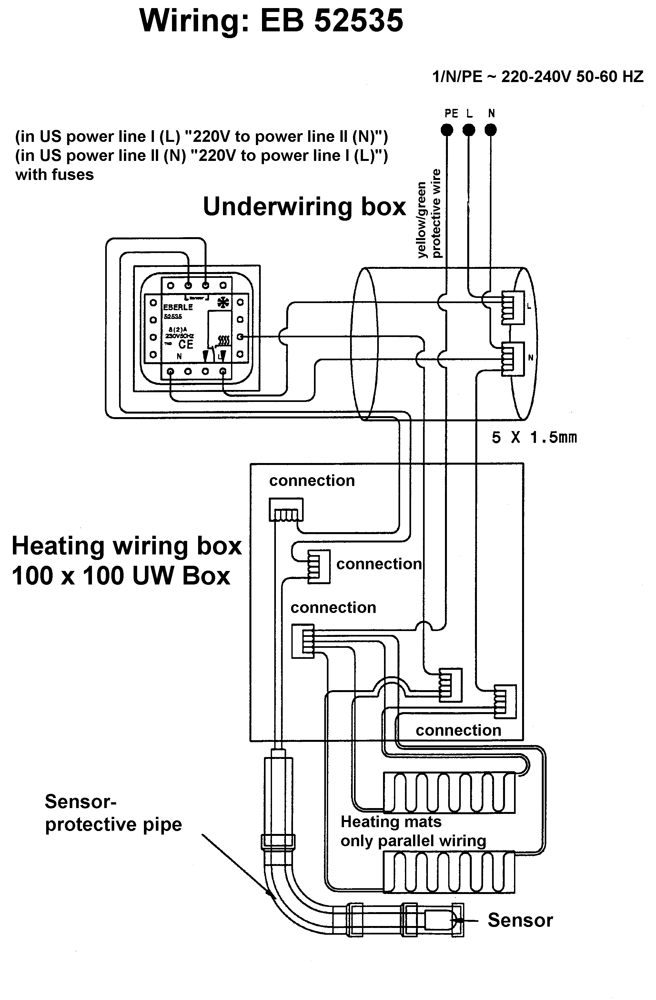 Wiring: EB 52535
1/N/PE ~ 220-240V 50-60 HZ
PE L N
(in US power line I (L) "220V to power line II (N)")
(in US power line II (N) "220V to power line I (L)")
with fuses
yellow/green
protective wire
Underwiring box
Sensor
EBERLE
52535
8(2)A
230V50HZ
CE
N L
L
N
5 X 1.5mm
connection
Heating wiring box
100 x 100 UW Box
connection
connection
connection
Sensor-
protective pipe
Heating mats
only parallel wiring
Sensor